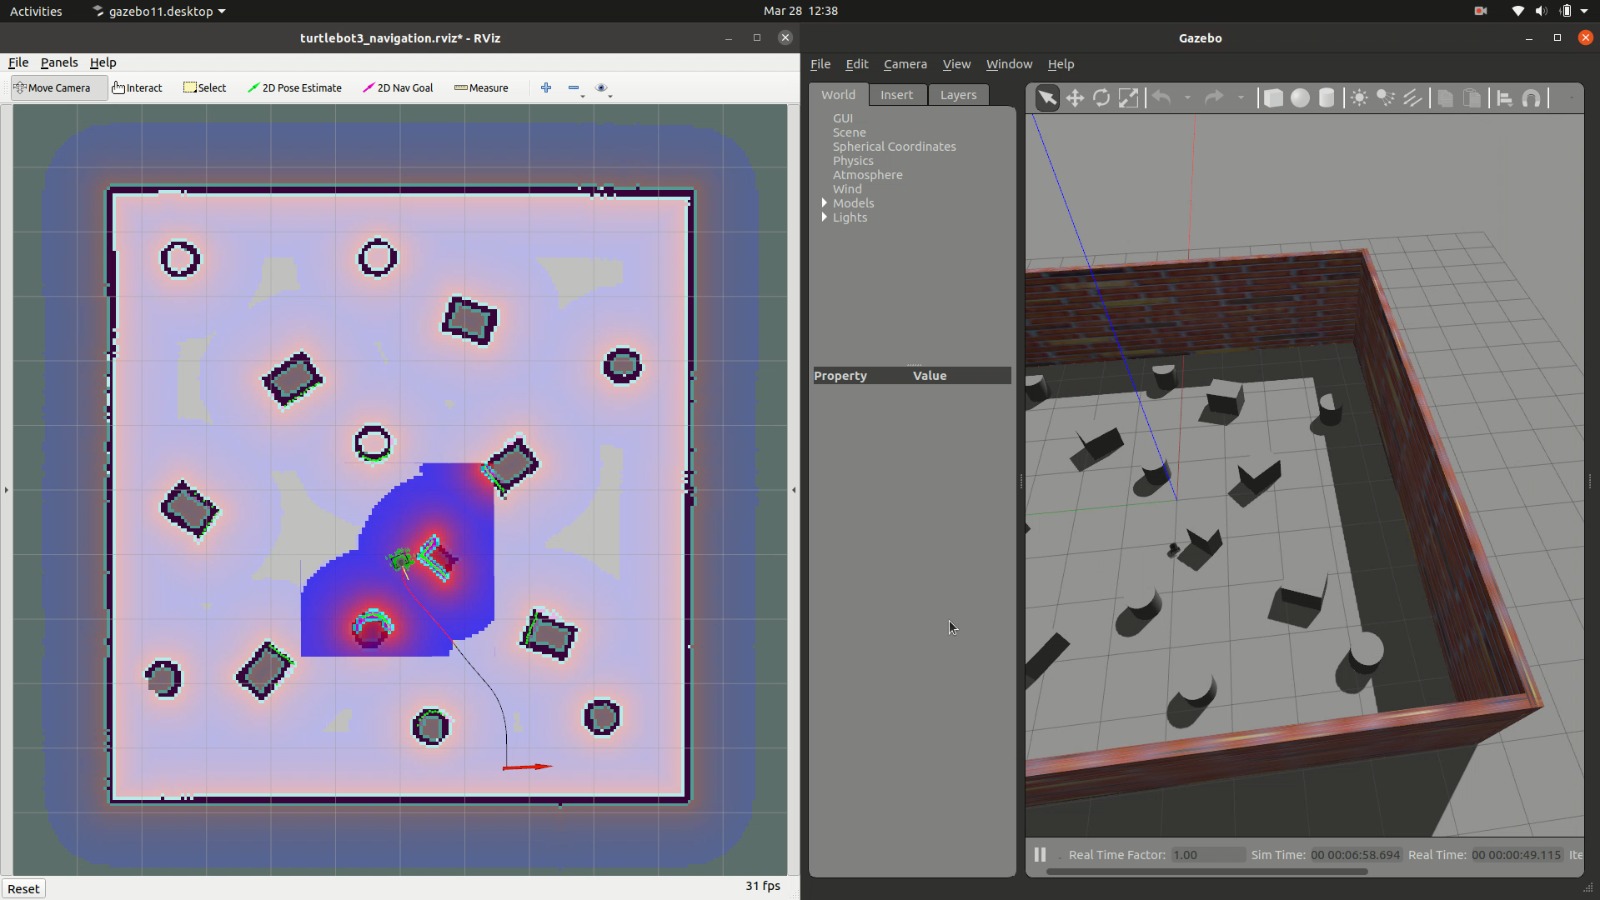 Activities gazebo11.desktop Mar 28 12:38
turtlebot3_navigation.rviz* - RViz
File Panels Help
Move Camera Interact Select 2D Pose Estimate 2D Nav Goal Measure
Reset 31 fps
Gazebo
File Edit Camera View Window Help
World Insert Layers
GUI
Scene
Spherical Coordinates
Physics
Atmosphere
Wind
Models
Lights
Property Value
Real Time Factor: 1.00 Sim Time: 00 00:06:58.694 Real Time: 00 00:00:49.115 Ite